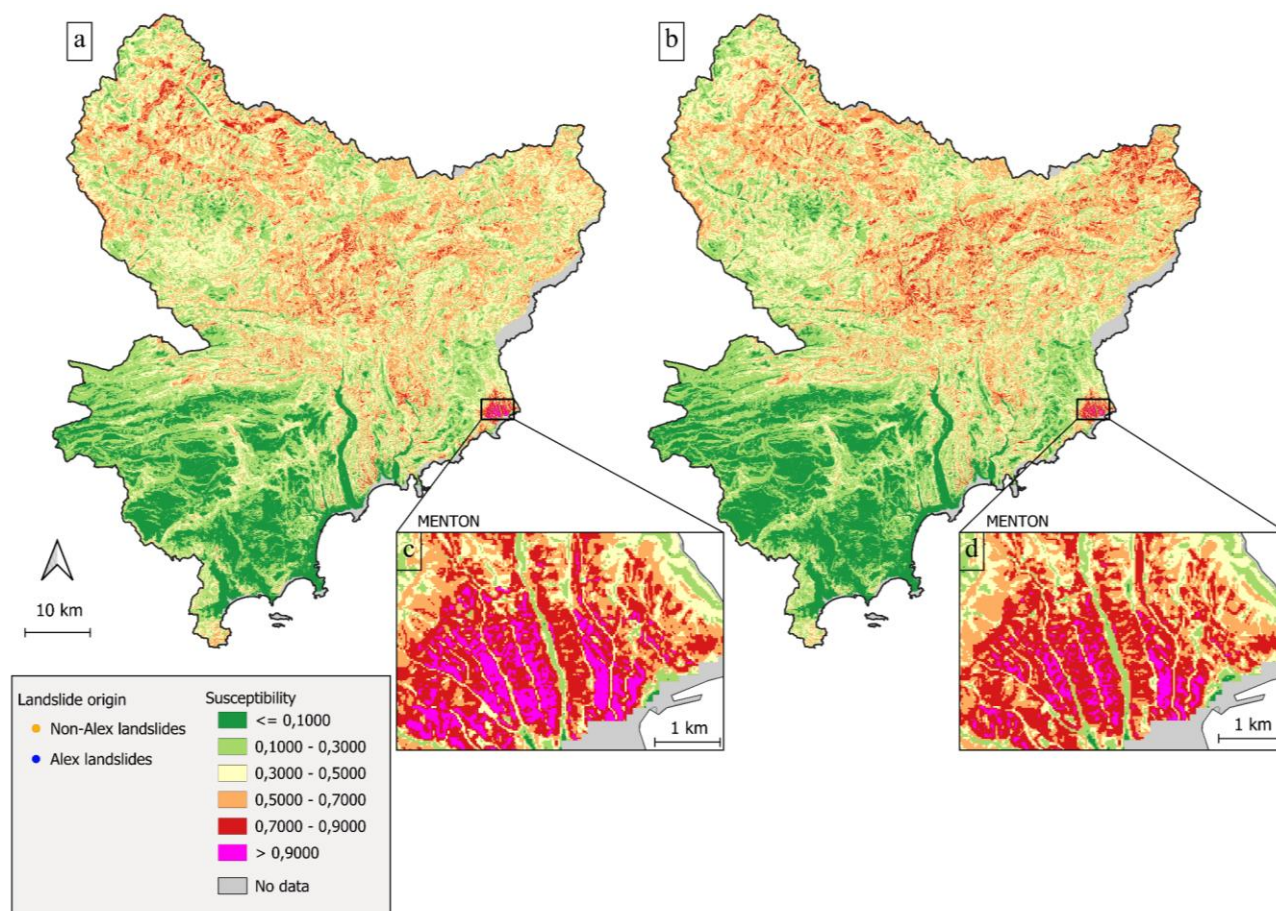 a
b
10 km
MENTON
c
1 km
MENTON
d
1 km
Landslide origin
Non-Alex landslides
Alex landslides
Susceptibility
<= 0,1000
0,1000 - 0,3000
0,3000 - 0,5000
0,5000 - 0,7000
0,7000 - 0,9000
> 0,9000
No data